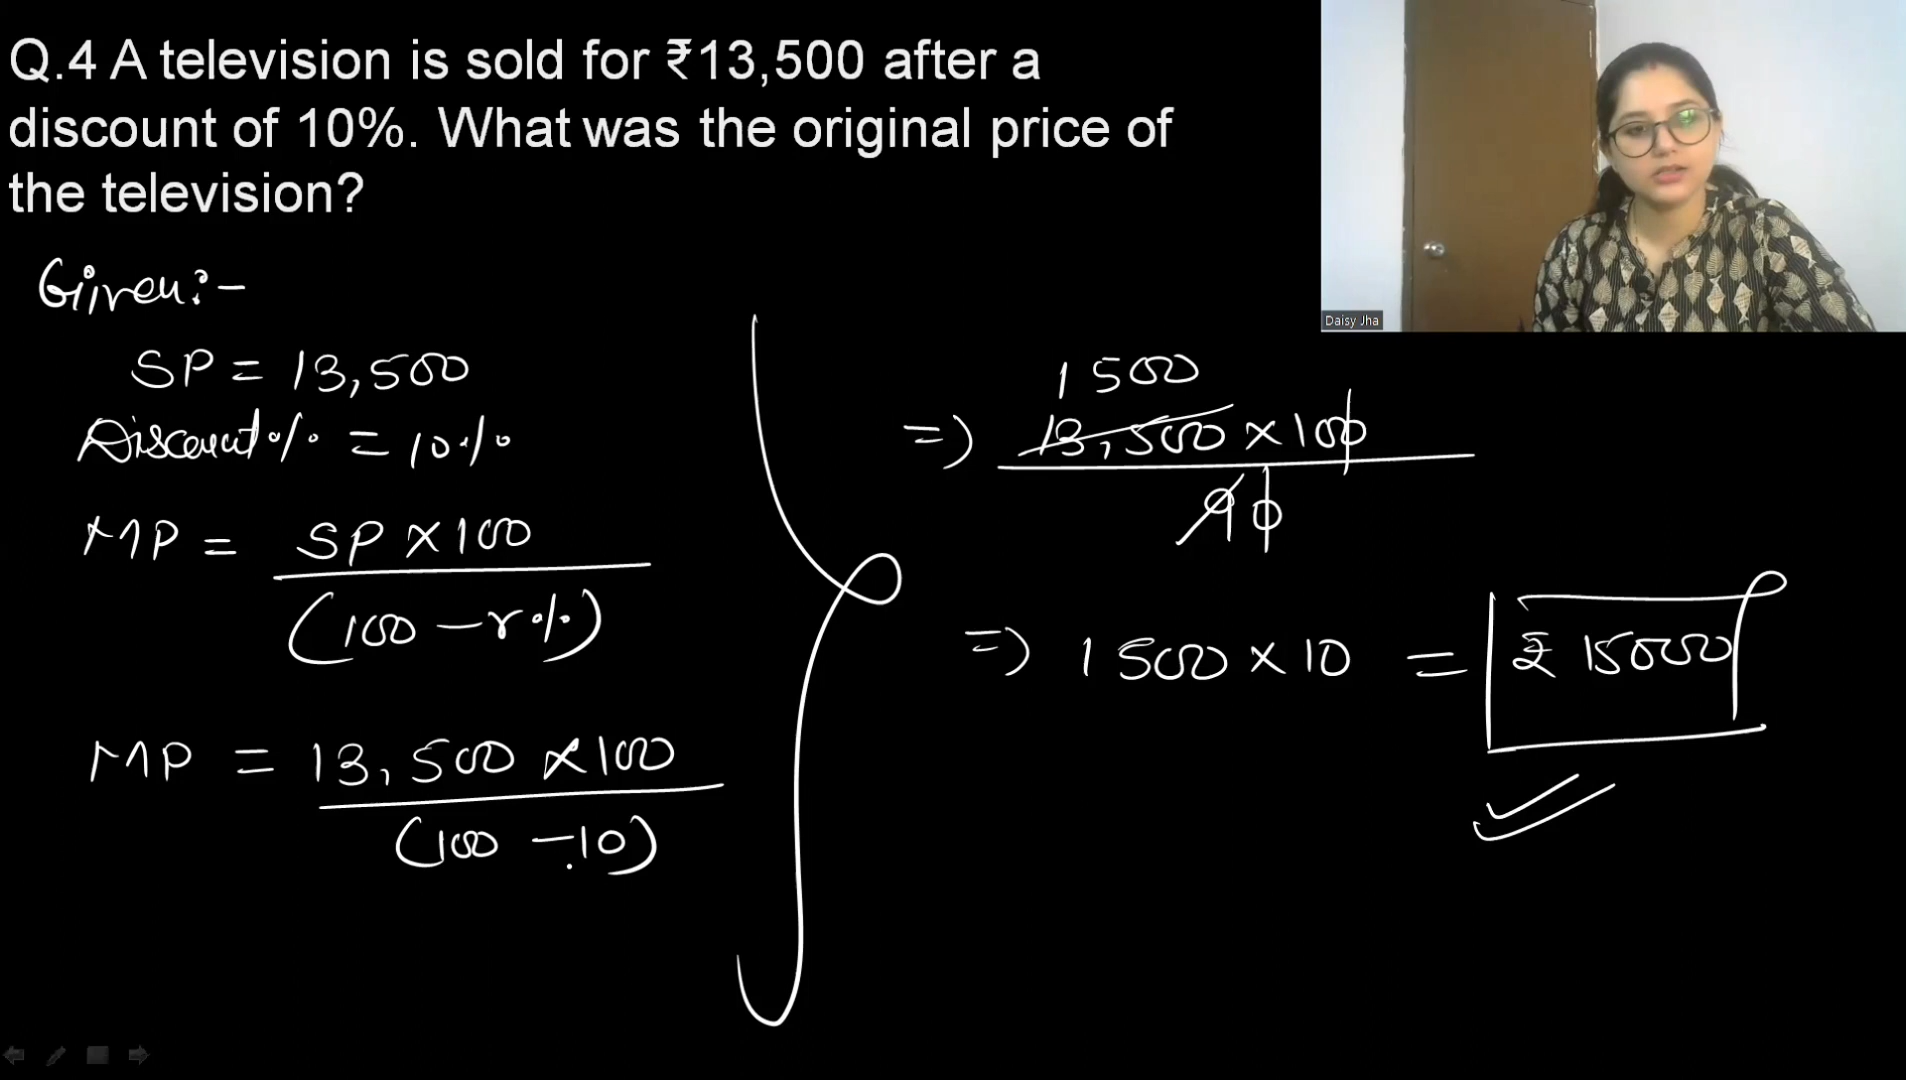 Q.4 A television is sold for ₹13,500 after a
discount of 10%. What was the original price of
the television?
Given:-
SP = 13,500
Discount% = 10%
MP = SP × 100
(100 - r%)
MP = 13,500 × 100
(100 - 10)
Daisy Jha
1500
=) 13,500 × 100
90
=) 1500 × 10 = ₹ 15000